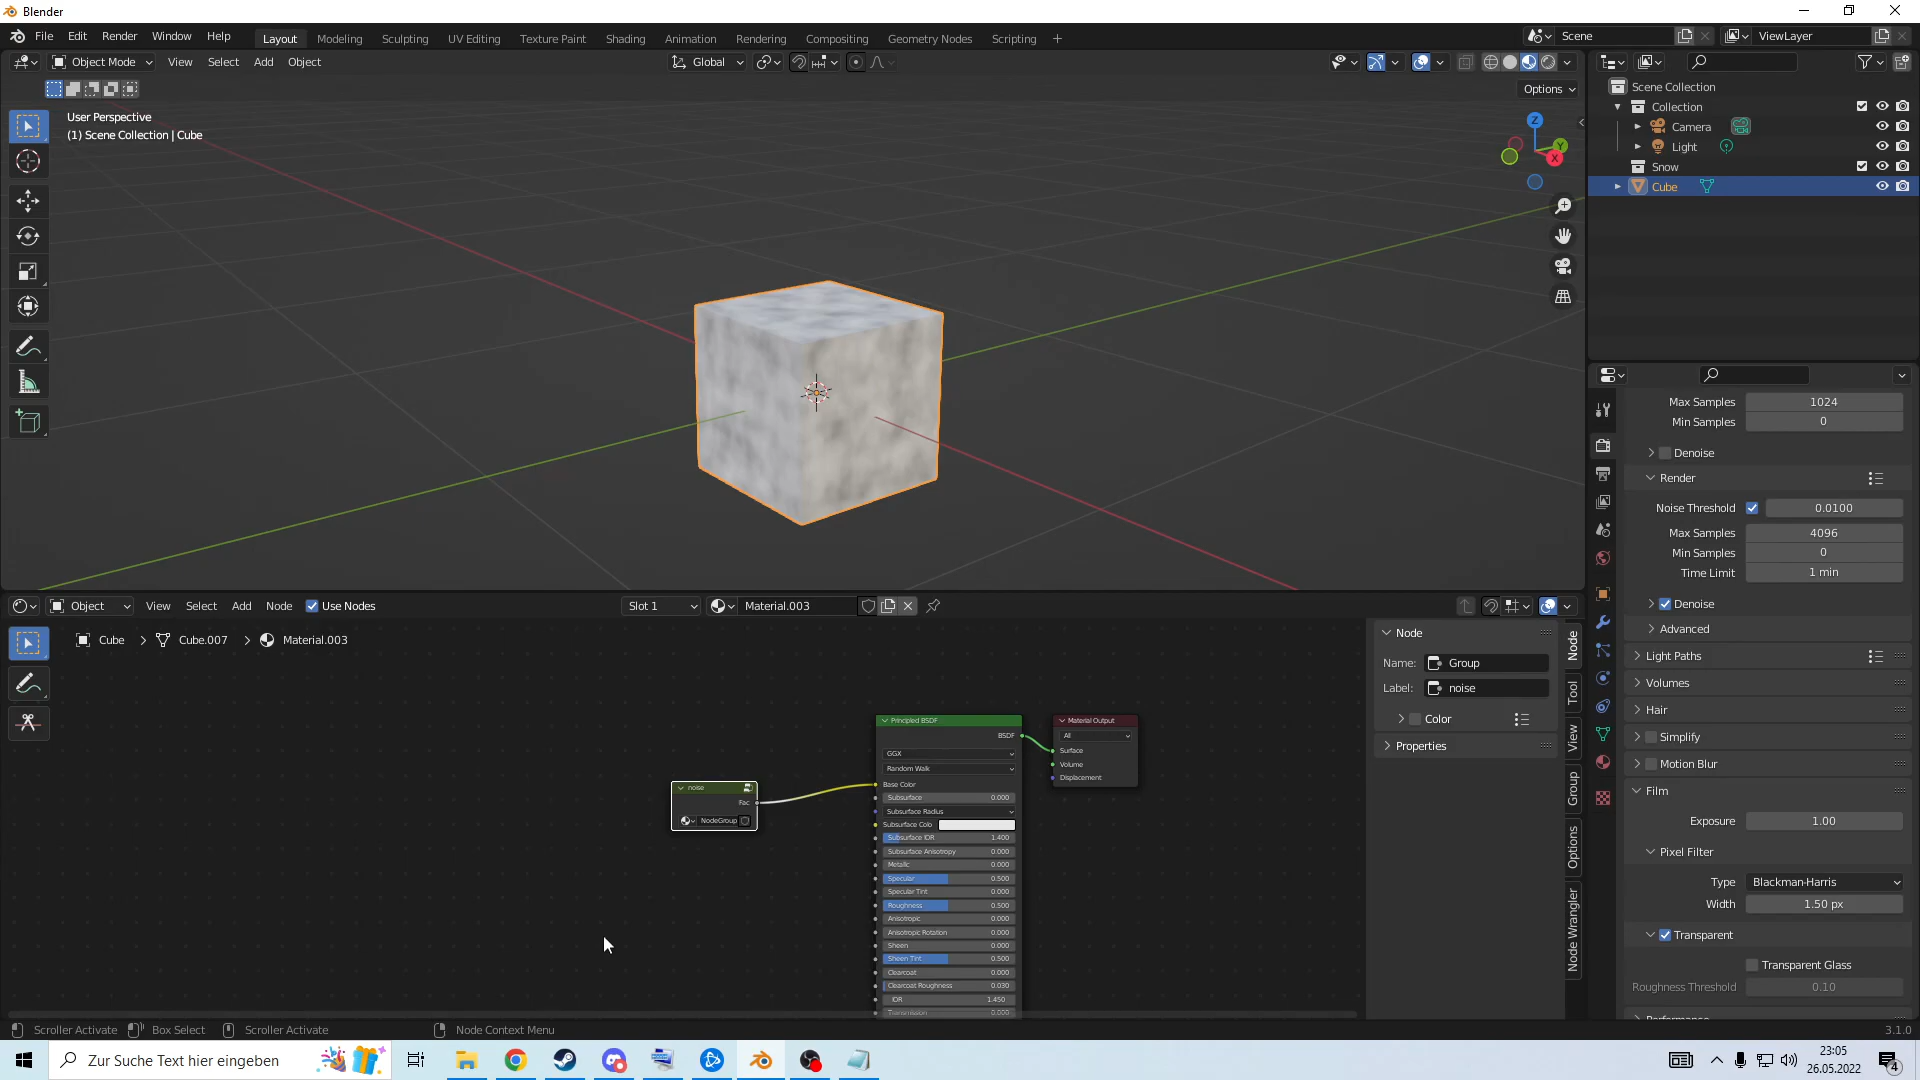 Blender
File Edit Render Window Help
Layout Modeling Sculpting UV Editing Texture Paint Shading Animation Rendering Compositing Geometry Nodes Scripting +
Scene
ViewLayer
Object Mode View Select Add Object
Global
Options
User Perspective
(1) Scene Collection | Cube
Z
Y
X
Scene Collection
Collection
Camera
Light
Snow
Cube
Max Samples 1024
Min Samples 0
Denoise
Render
Noise Threshold 0.0100
Max Samples 4096
Min Samples 0
Time Limit 1 min
Denoise
Advanced
Light Paths
Volumes
Hair
Simplify
Motion Blur
Film
Exposure 1.00
Pixel Filter
Type Blackman-Harris
Width 1.50 px
Transparent
Transparent Glass
Roughness Threshold 0.10
Object View Select Add Node Use Nodes
Slot 1
Material.003
Cube > Cube.007 > Material.003
noise
Fac
NodeGroup
Principled BSDF
BSDF
GGX
Random Walk
Base Color
Subsurface 0.000
Subsurface Radius
Subsurface Colo
Subsurface IOR 1.400
Subsurface Anisotropy 0.000
Metallic 0.000
Specular 0.500
Specular Tint 0.000
Roughness 0.500
Anisotropic 0.000
Anisotropic Rotation 0.000
Sheen 0.000
Sheen Tint 0.500
Clearcoat 0.000
Clearcoat Roughness 0.030
IOR 1.450
Transmission 0.000
Material Output
All
Surface
Volume
Displacement
Node
Name: Group
Label: noise
Color
Properties
Node
Tool
View
Group
Options
Node Wrangler
Scroller Activate Box Select Scroller Activate Node Context Menu
3.1.0
Zur Suche Text hier eingeben
23:05
26.05.2022
4